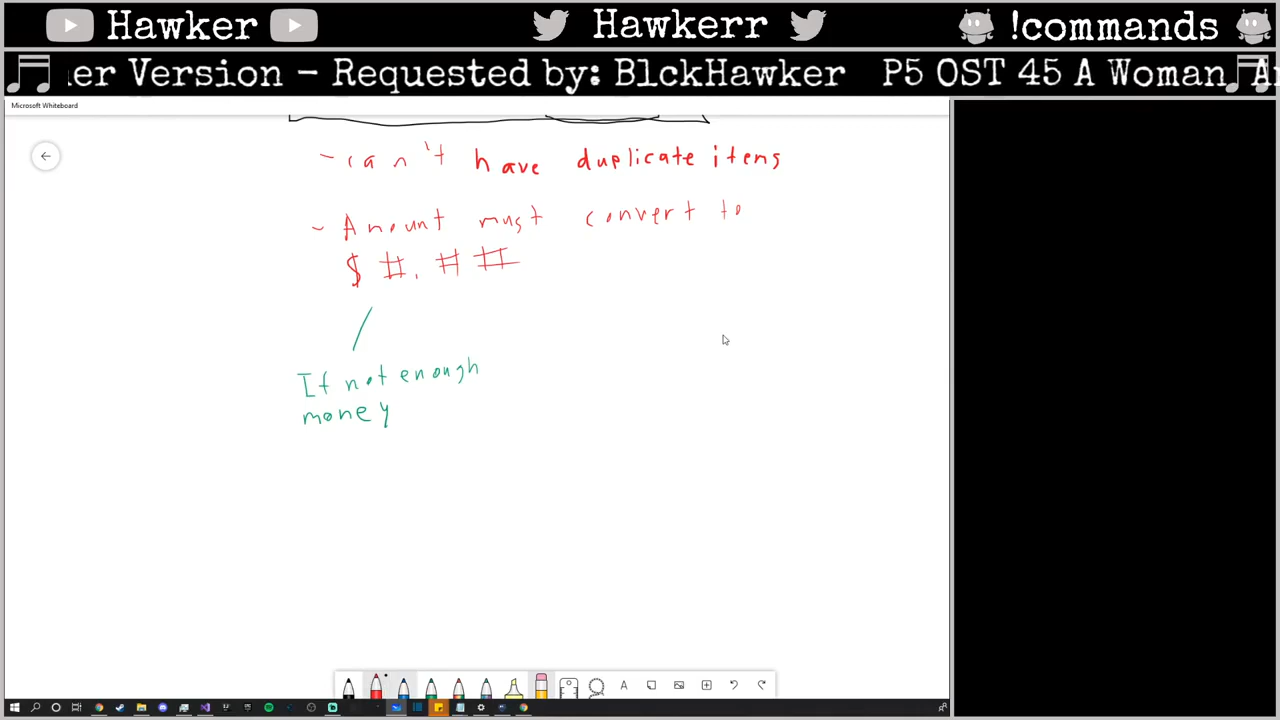 Hawker
Hawkerr
!commands
er Version – Requested by: BlckHawker P5 OST 45 A Woman
Microsoft Whiteboard
- can't have duplicate items
- Amount must convert to
$ #. # #
If not enough
money
A